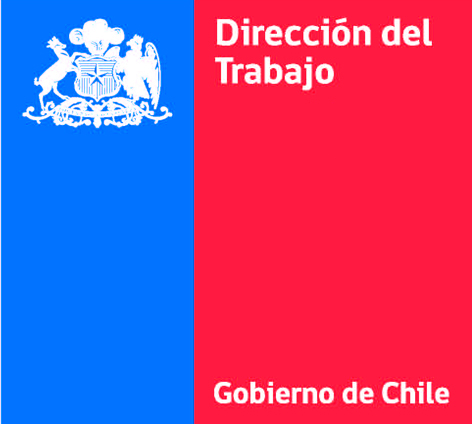 Dirección del
Trabajo
Gobierno de Chile